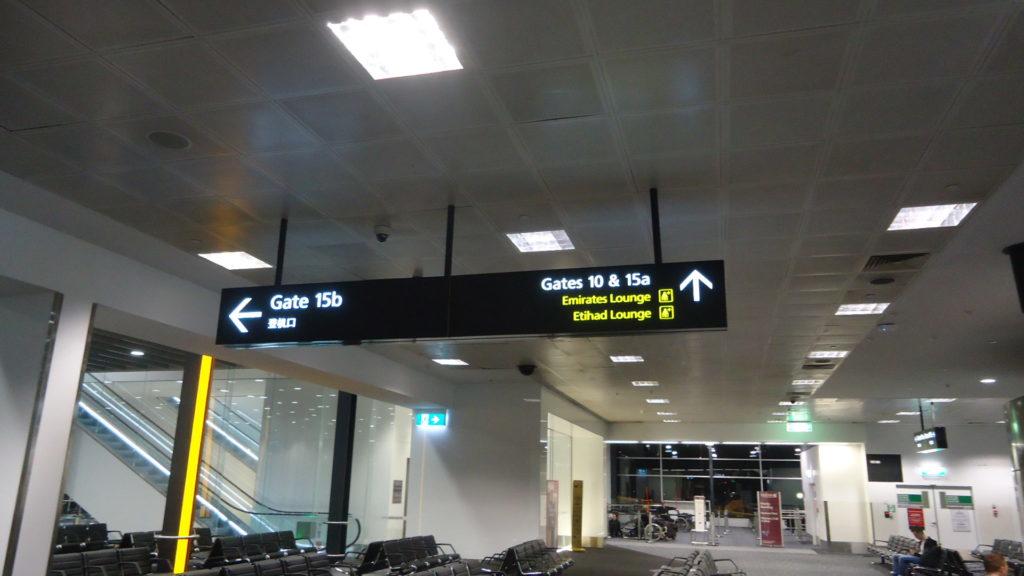 Gate 15b
登机口
Gates 10 & 15a
Emirates Lounge
Etihad Lounge